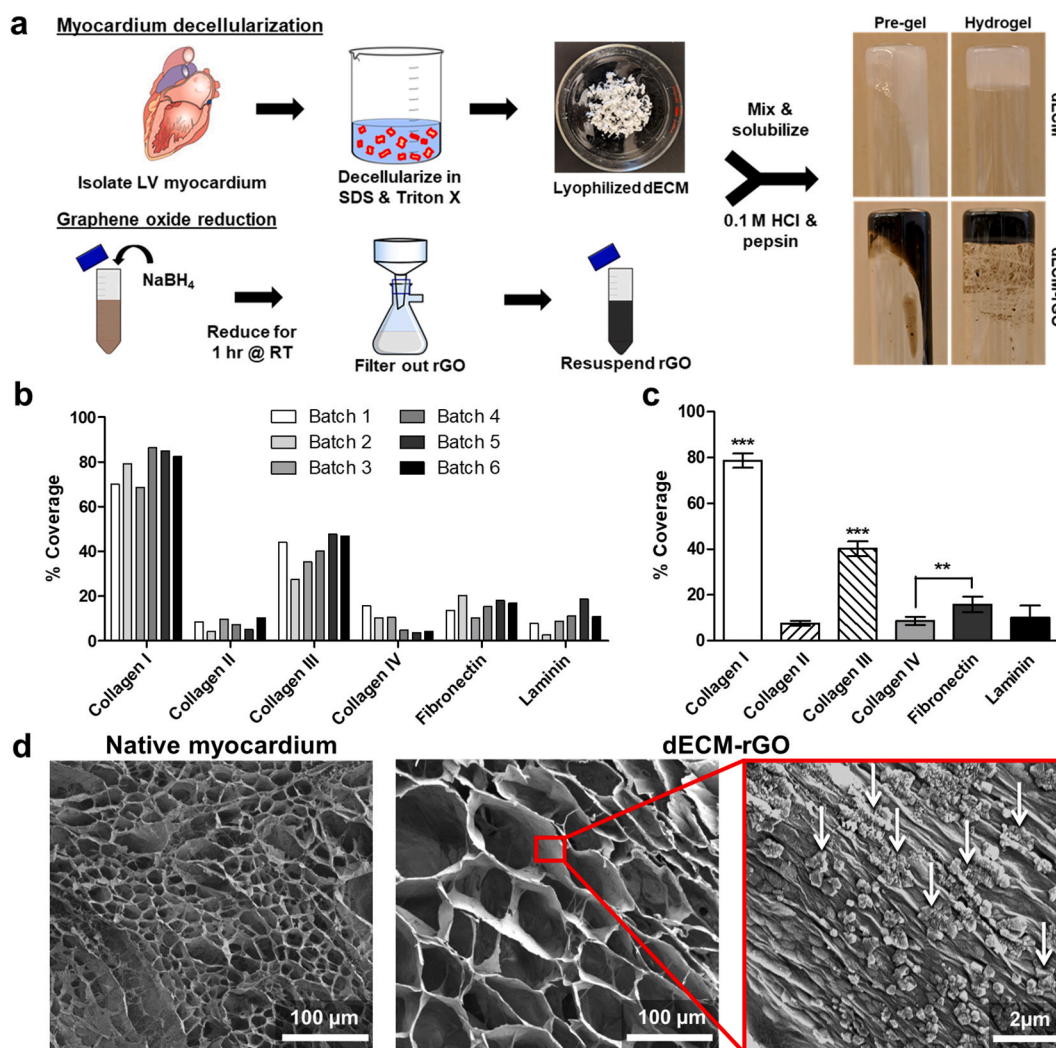 a
Myocardium decellularization
Pre-gel
Hydrogel
Isolate LV myocardium
Decellularize in
SDS & Triton X
Lyophilized dECM
Mix &
solubilize
0.1 M HCl &
pepsin
dECM
dECM-rGO
Graphene oxide reduction
NaBH4
Reduce for
1 hr @ RT
Filter out rGO
Resuspend rGO
b
% Coverage
100
80
60
40
20
0
Batch 1
Batch 2
Batch 3
Batch 4
Batch 5
Batch 6
Collagen I
Collagen II
Collagen III
Collagen IV
Fibronectin
Laminin
c
% Coverage
100
80
60
40
20
0
***
***
**
Collagen I
Collagen II
Collagen III
Collagen IV
Fibronectin
Laminin
d
Native myocardium
dECM-rGO
100 µm
100 µm
2µm